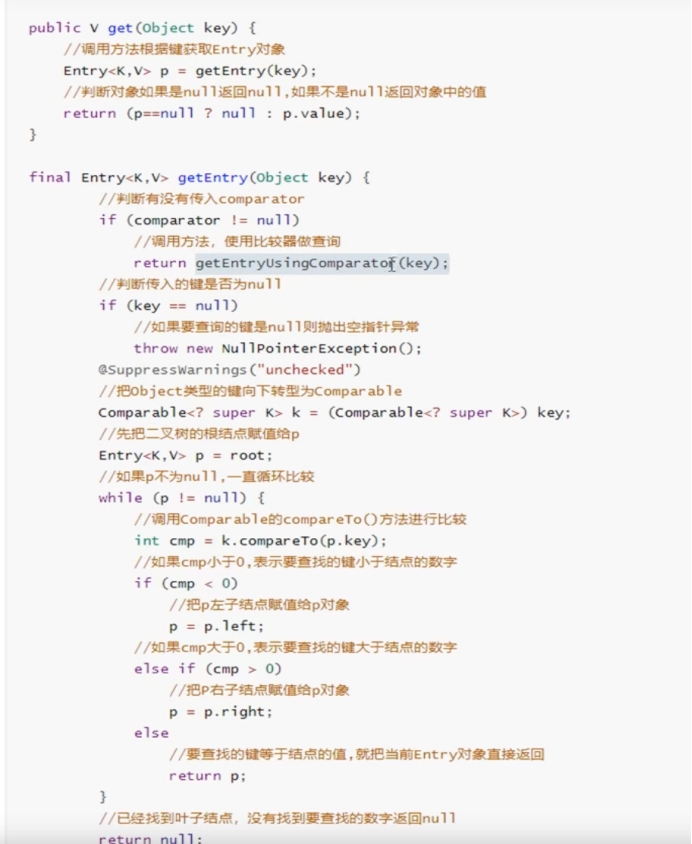 public V get(Object key) {
//调用方法根据键获取Entry对象
Entry<K,V> p = getEntry(key);
//判断对象如果是null返回null,如果不是null返回对象中的值
return (p==null ? null : p.value);
}
final Entry<K,V> getEntry(Object key) {
//判断有没有传入comparator
if (comparator != null)
//调用方法，使用比较器做查询
return getEntryUsingComparator(key);
//判断传入的键是否为null
if (key == null)
//如果要查询的键是null则抛出空指针异常
throw new NullPointerException();
@SuppressWarnings("unchecked")
//把Object类型的键向下转型为Comparable
Comparable<? super K> k = (Comparable<? super K>) key;
//先把二叉树的根结点赋值给p
Entry<K,V> p = root;
//如果p不为null,一直循环比较
while (p != null) {
//调用Comparable的compareTo()方法进行比较
int cmp = k.compareTo(p.key);
//如果cmp小于0,表示要查找的键小于结点的数字
if (cmp < 0)
//把p左子结点赋值给p对象
p = p.left;
//如果cmp大于0,表示要查找的键大于结点的数字
else if (cmp > 0)
//把P右子结点赋值给p对象
p = p.right;
else
//要查找的键等于结点的值,就把当前Entry对象直接返回
return p;
}
//已经找到叶子结点，没有找到要查找的数字返回null
return null;